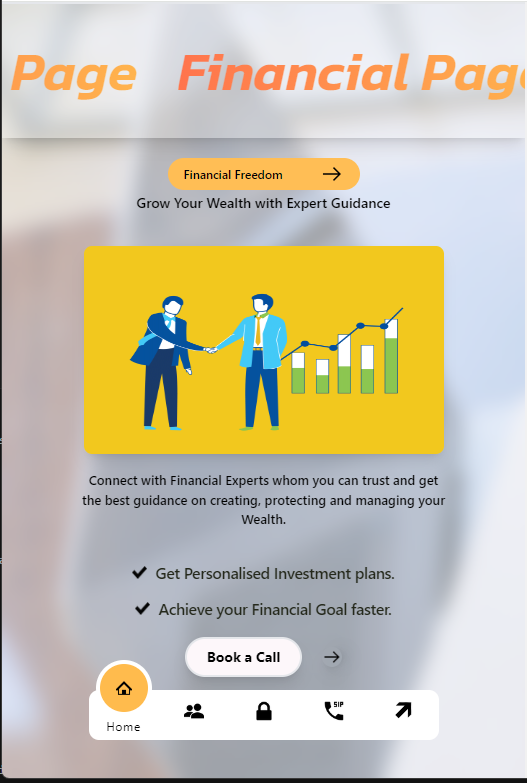 Page Financial Page
Financial Freedom
Grow Your Wealth with Expert Guidance
Connect with Financial Experts whom you can trust and get
the best guidance on creating, protecting and managing your
Wealth.
Get Personalised Investment plans.
Achieve your Financial Goal faster.
Book a Call
SIP
Home